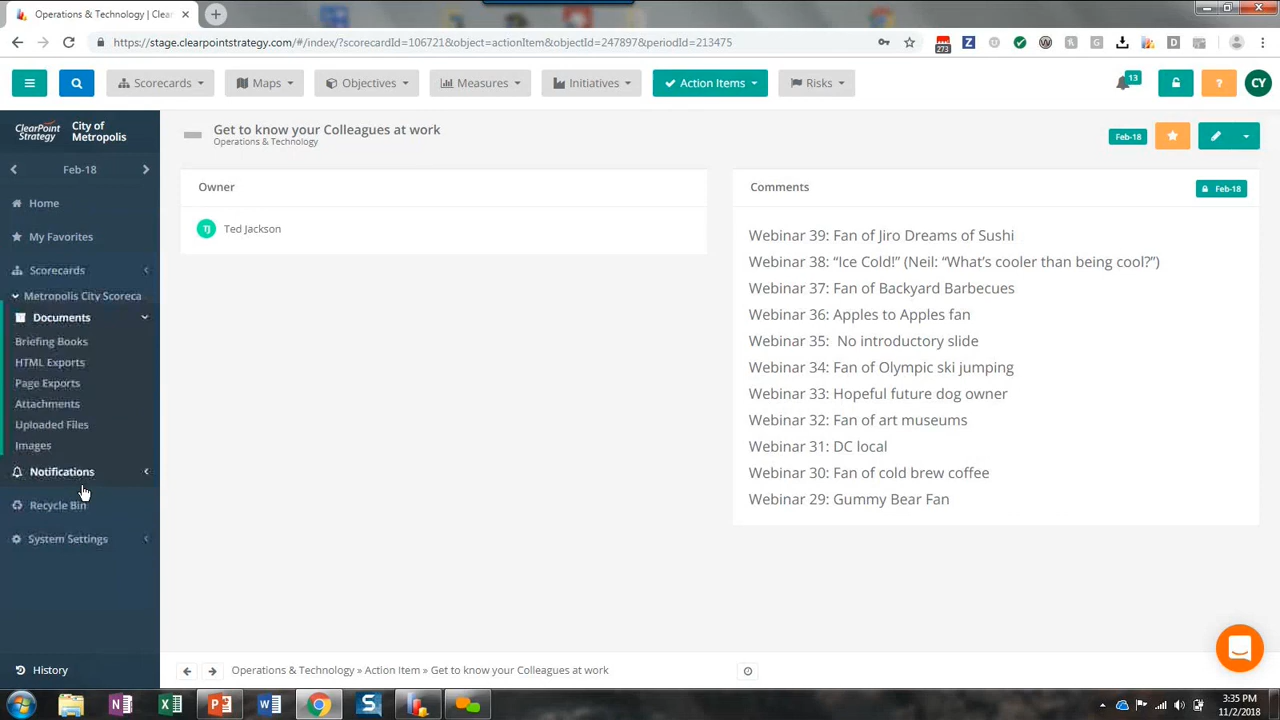 Operations & Technology | Clea
https://stage.clearpointstrategy.com/#/index/?scorecardId=106721&object=actionItem&objectId=247897&periodId=213475
273
Scorecards
Maps
Objectives
Measures
Initiatives
Action Items
Risks
13
?
CY
ClearPoint
Strategy
City of
Metropolis
Feb-18
Home
My Favorites
Scorecards
Metropolis City Scoreca
Documents
Briefing Books
HTML Exports
Page Exports
Attachments
Uploaded Files
Images
Notifications
Recycle Bin
System Settings
History
Get to know your Colleagues at work
Operations & Technology
Feb-18
Owner
TJ Ted Jackson
Comments
Feb-18
Webinar 39: Fan of Jiro Dreams of Sushi
Webinar 38: “Ice Cold!” (Neil: “What’s cooler than being cool?”)
Webinar 37: Fan of Backyard Barbecues
Webinar 36: Apples to Apples fan
Webinar 35:  No introductory slide
Webinar 34: Fan of Olympic ski jumping
Webinar 33: Hopeful future dog owner
Webinar 32: Fan of art museums
Webinar 31: DC local
Webinar 30: Fan of cold brew coffee
Webinar 29: Gummy Bear Fan
Operations & Technology » Action Item » Get to know your Colleagues at work
3:35 PM
11/2/2018